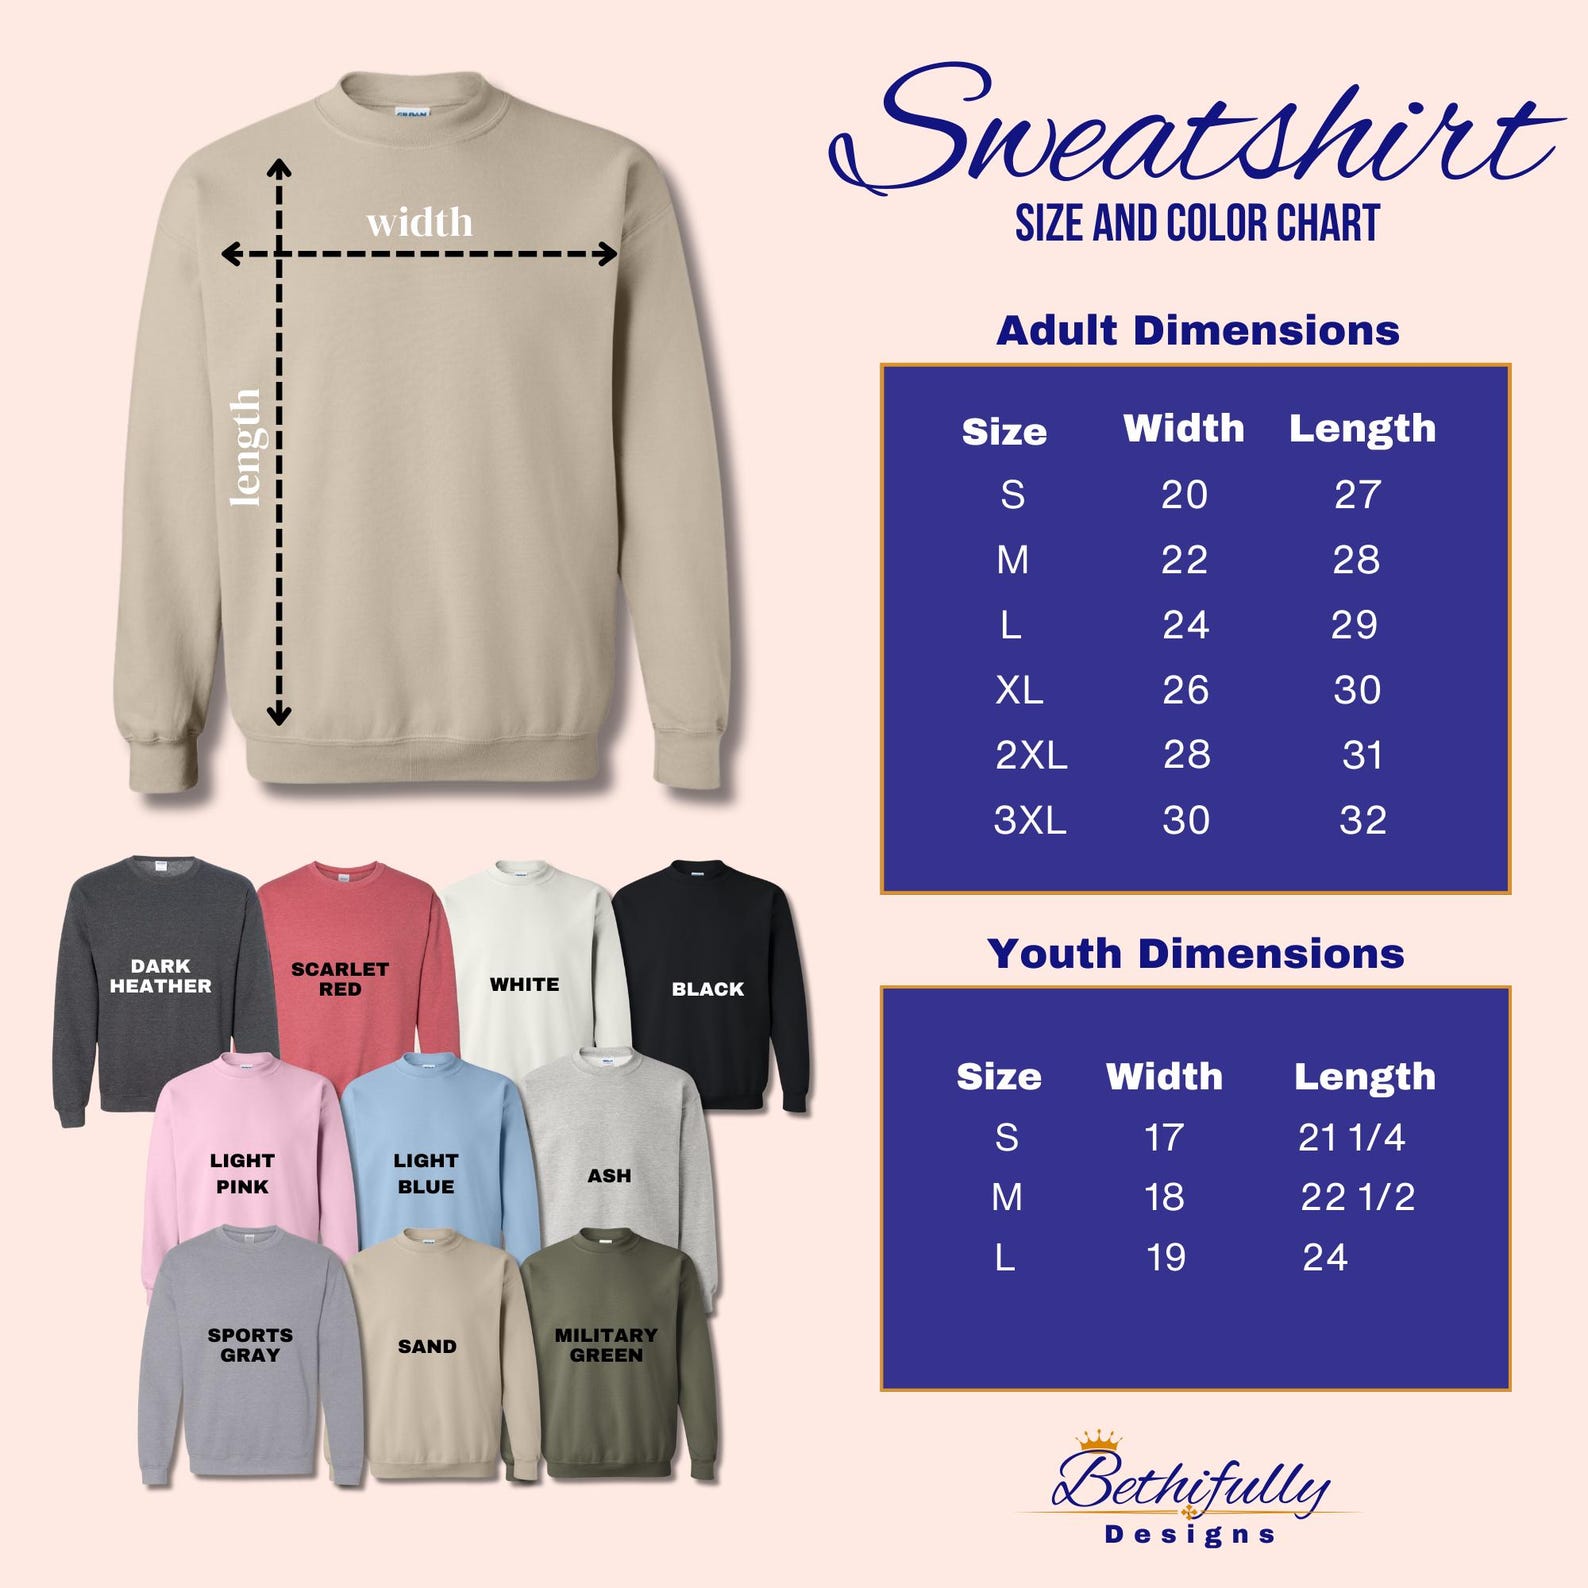 Sweatshirt
SIZE AND COLOR CHART
width
length
Adult Dimensions
Size Width Length
S 20 27
M 22 28
L 24 29
XL 26 30
2XL 28 31
3XL 30 32
DARK
HEATHER
SCARLET
RED
WHITE
BLACK
LIGHT
PINK
LIGHT
BLUE
ASH
SPORTS
GRAY
SAND
MILITARY
GREEN
Youth Dimensions
Size Width Length
S 17 21 1/4
M 18 22 1/2
L 19 24
Bethifully
Designs